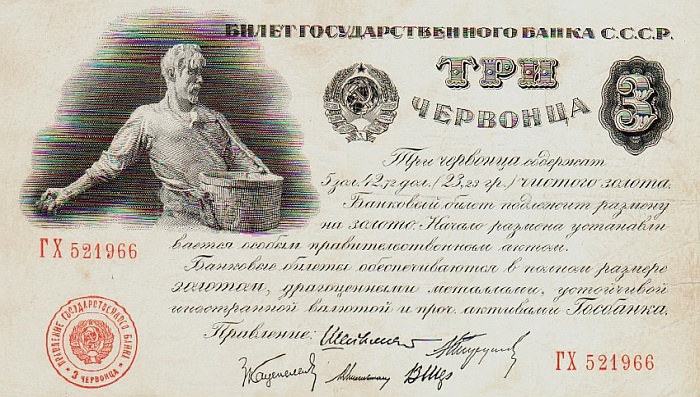 БИЛЕТ ГОСУДАРСТВЕННОГО БАНКА С.С.С.Р.
ТРИ
ЧЕРВОНЦА
3
Три червонца содержат
5 зол. 42,72 дол. (23,23 гр.) чистого золота.
Банковый билет подлежит размену
на золото. Начало размена устанавли-
вается особым правительственным актом.
Банковые билеты обеспечиваются в полном размере
золотом, драгоценными металлами, устойчивой
иностранной валютой и проч. активами Госбанка.
Правление:
ГХ 521966
ПРАВЛЕНИЕ ГОСУДАРСТВЕННОГО БАНКА
3 ЧЕРВОНЦА
ГХ 521966